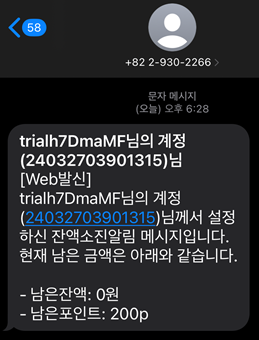 58
+82 2-930-2266
문자 메시지
(오늘) 오후 6:28
trialh7DmaMF님의 계정
(24032703901315)님
[Web발신]
trialh7DmaMF님의 계정
(24032703901315)님께서 설정
하신 잔액소진알림 메시지입니다.
현재 남은 금액은 아래와 같습니다.
- 남은잔액: 0원
- 남은포인트: 200p